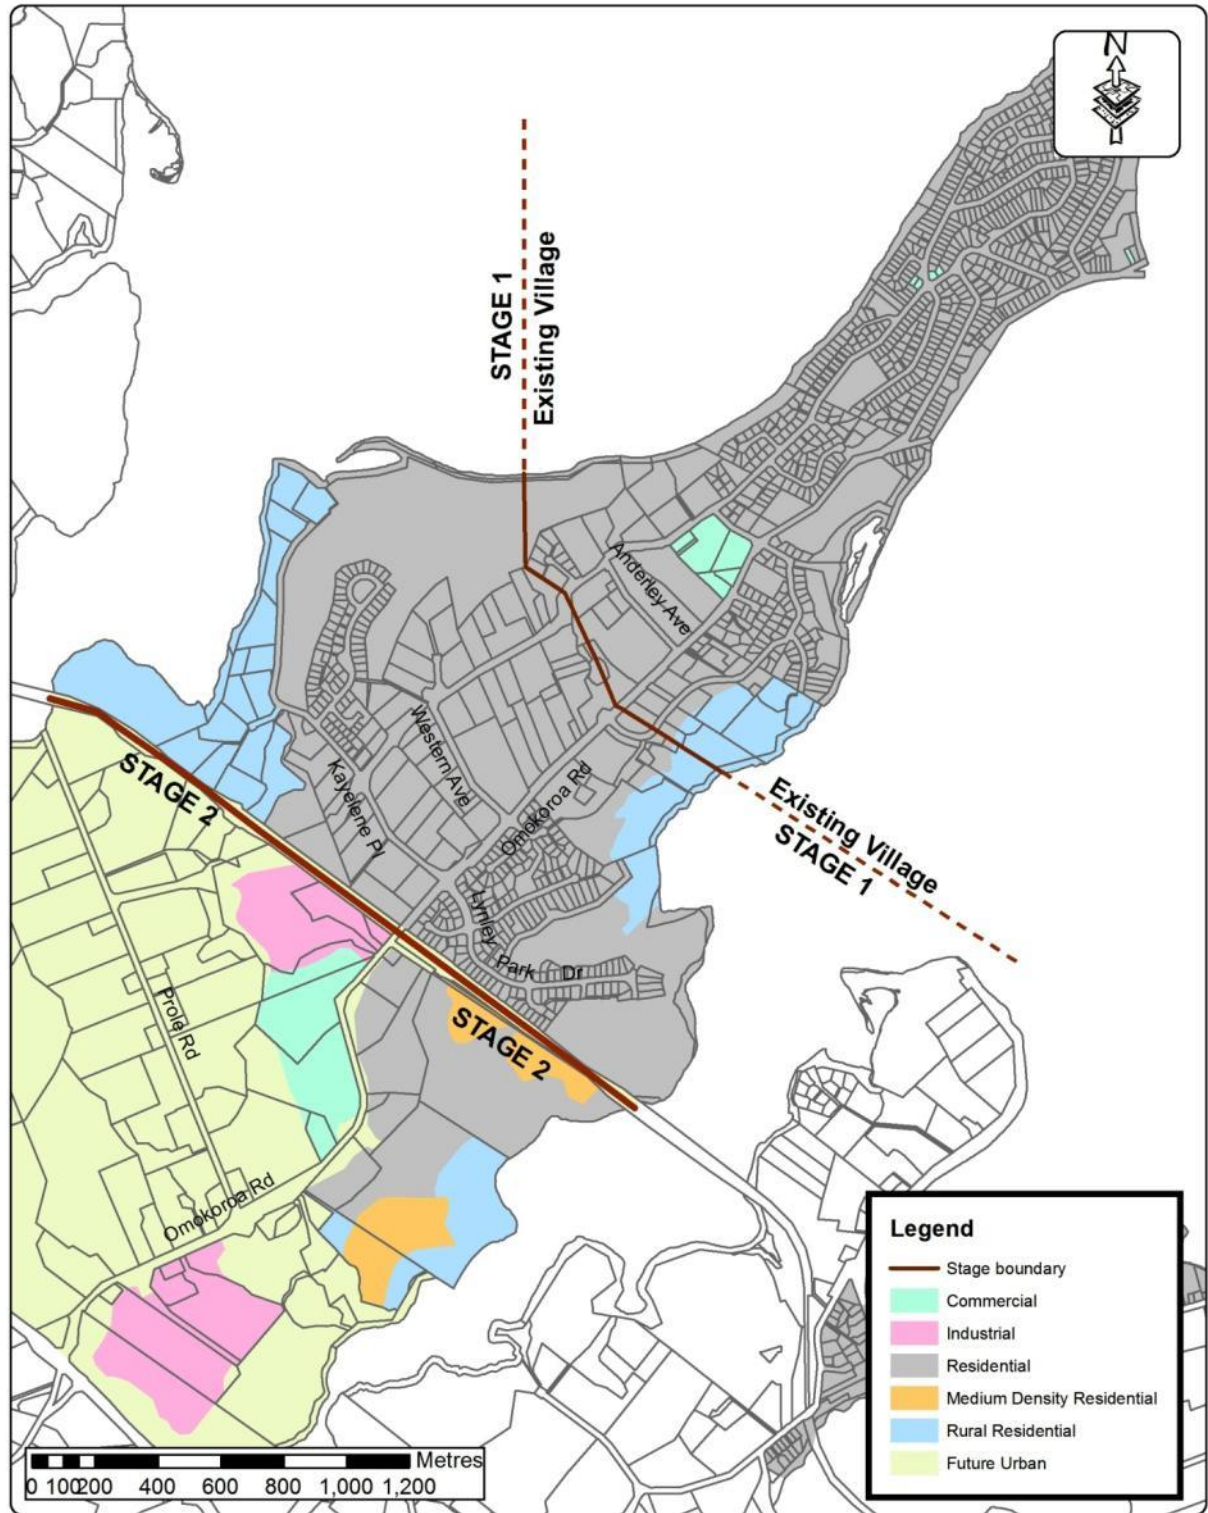 N
STAGE 1
Existing Village
Anderley Ave
Western Ave
Kayelene Pl
Omokoroa Rd
STAGE 2
Existing Village
STAGE 1
Lynley
Park Dr
STAGE 2
Prole Rd
Omokoroa Rd
Legend
Stage boundary
Commercial
Industrial
Residential
Medium Density Residential
Rural Residential
Future Urban
Metres
0 100 200 400 600 800 1,000 1,200